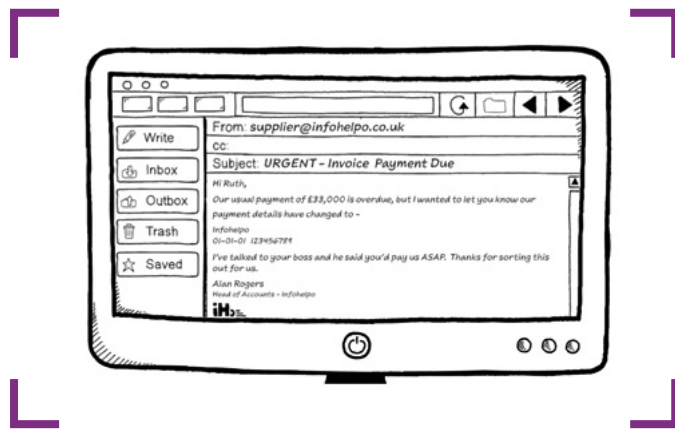 From: supplier@infohelpo.co.uk
cc:
Subject: URGENT - Invoice Payment Due
Write
Inbox
Outbox
Trash
Saved
Hi Ruth,
Our usual payment of £33,000 is overdue, but I wanted to let you know our
payment details have changed to -
Infohelpo
01-01-01 123456789
I've talked to your boss and he said you'd pay us ASAP. Thanks for sorting this
out for us.
Alan Rogers
Head of Accounts - Infohelpo